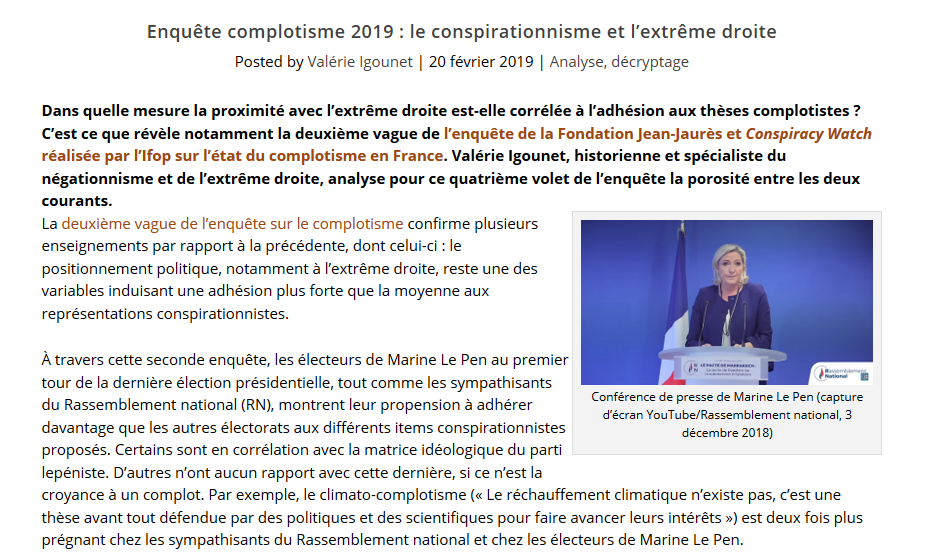 Enquête complotisme 2019 : le conspirationnisme et l’extrême droite
Posted by Valérie Igounet | 20 février 2019 | Analyse, décryptage
Dans quelle mesure la proximité avec l’extrême droite est-elle corrélée à l’adhésion aux thèses complotistes ?
C’est ce que révèle notamment la deuxième vague de l’enquête de la Fondation Jean-Jaurès et Conspiracy Watch
réalisée par l’Ifop sur l’état du complotisme en France. Valérie Igounet, historienne et spécialiste du
négationnisme et de l’extrême droite, analyse pour ce quatrième volet de l’enquête la porosité entre les deux
courants.
La deuxième vague de l’enquête sur le complotisme confirme plusieurs
enseignements par rapport à la précédente, dont celui-ci : le
positionnement politique, notamment à l’extrême droite, reste une des
variables induisant une adhésion plus forte que la moyenne aux
représentations conspirationnistes.
À travers cette seconde enquête, les électeurs de Marine Le Pen au premier
tour de la dernière élection présidentielle, tout comme les sympathisants
du Rassemblement national (RN), montrent leur propension à adhérer
davantage que les autres électorats aux différents items conspirationnistes
proposés. Certains sont en corrélation avec la matrice idéologique du parti
lepéniste. D’autres n’ont aucun rapport avec cette dernière, si ce n’est la
croyance à un complot. Par exemple, le climato-complotisme (« Le réchauffement climatique n’existe pas, c’est une
thèse avant tout défendue par des politiques et des scientifiques pour faire avancer leurs intérêts ») est deux fois plus
prégnant chez les sympathisants du Rassemblement national et chez les électeurs de Marine Le Pen.
LE PACTE DE MARRAKECH
Rassemblement
National
Conférence de presse de Marine Le Pen (capture
d’écran YouTube/Rassemblement national, 3
décembre 2018)